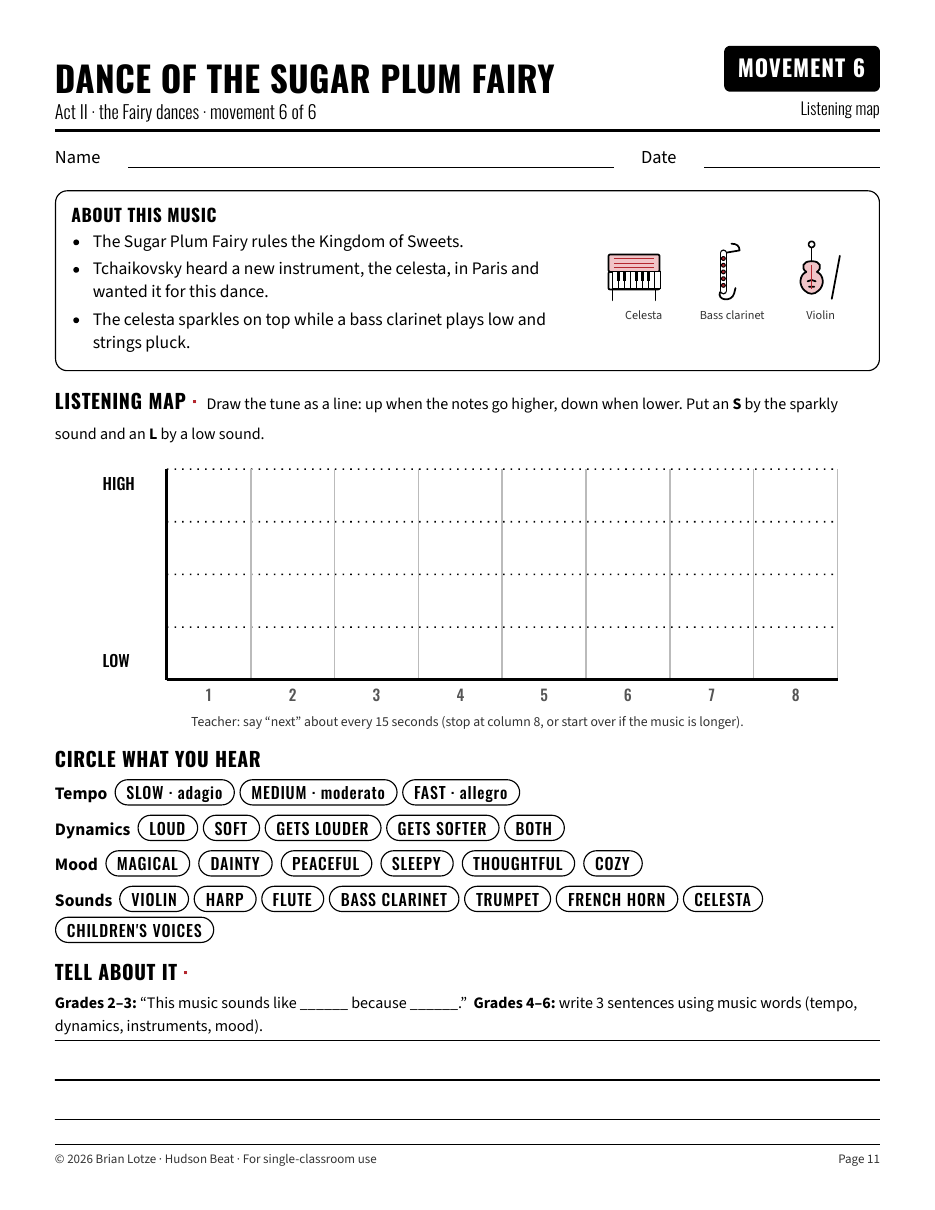 DANCE OF THE SUGAR PLUM FAIRY
MOVEMENT 6
Act II · the Fairy dances · movement 6 of 6
Listening map
Name
Date
ABOUT THIS MUSIC
• The Sugar Plum Fairy rules the Kingdom of Sweets.
• Tchaikovsky heard a new instrument, the celesta, in Paris and
wanted it for this dance.
• The celesta sparkles on top while a bass clarinet plays low and
strings pluck.
Celesta Bass clarinet Violin
LISTENING MAP · Draw the tune as a line: up when the notes go higher, down when lower. Put an S by the sparkly
sound and an L by a low sound.
HIGH
LOW
1 2 3 4 5 6 7 8
Teacher: say “next” about every 15 seconds (stop at column 8, or start over if the music is longer).
CIRCLE WHAT YOU HEAR
Tempo SLOW · adagio MEDIUM · moderato FAST · allegro
Dynamics LOUD SOFT GETS LOUDER GETS SOFTER BOTH
Mood MAGICAL DAINTY PEACEFUL SLEEPY THOUGHTFUL COZY
Sounds VIOLIN HARP FLUTE BASS CLARINET TRUMPET FRENCH HORN CELESTA
CHILDREN'S VOICES
TELL ABOUT IT ·
Grades 2–3: “This music sounds like ______ because ______.” Grades 4–6: write 3 sentences using music words (tempo,
dynamics, instruments, mood).
© 2026 Brian Lotze · Hudson Beat · For single-classroom use
Page 11